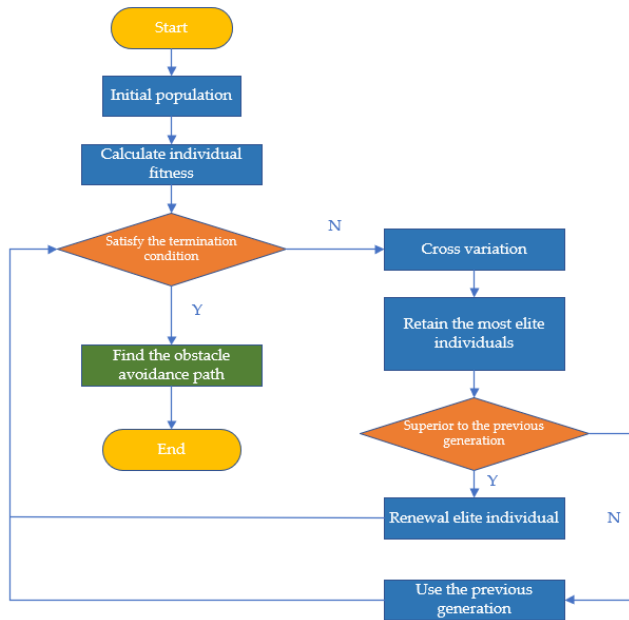 Start
Initial population
Calculate individual
fitness
Satisfy the termination
condition
N
Cross variation
Y
Retain the most elite
individuals
Find the obstacle
avoidance path
Superior to the previous
generation
End
Y
Renewal elite individual
N
Use the previous
generation